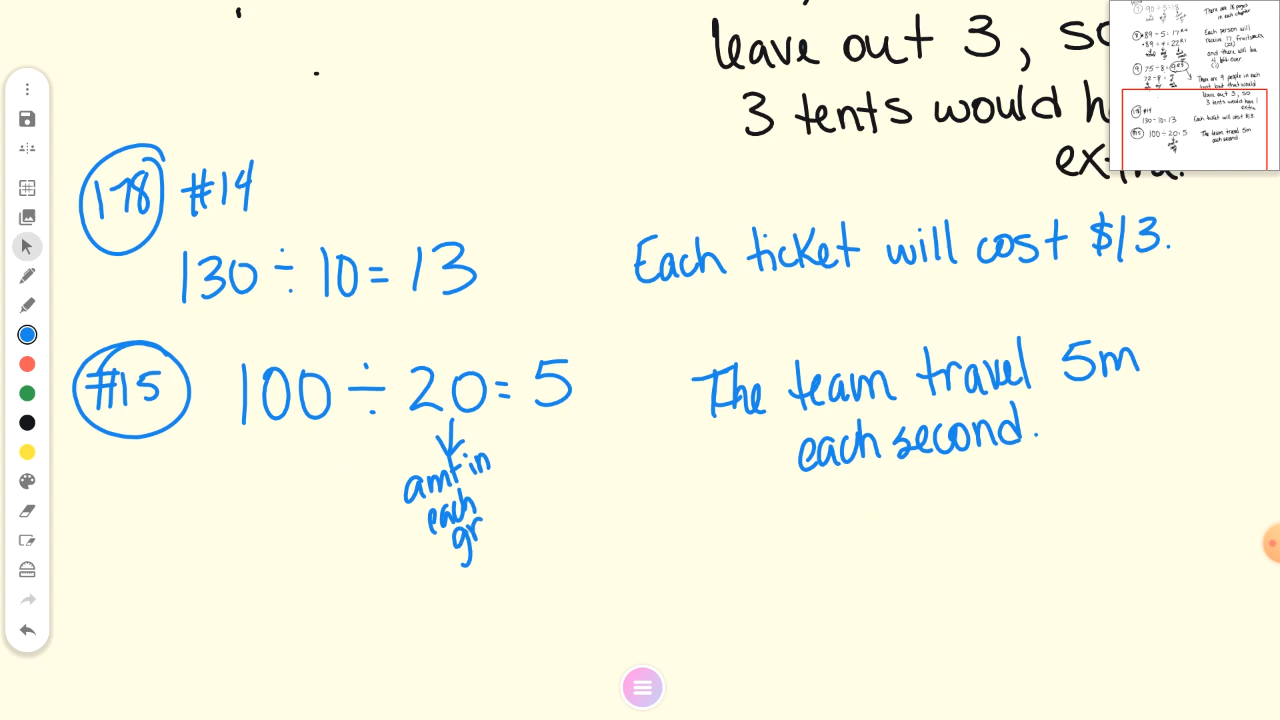 leave out 3, so
3 tents would h
extra.
178 #14
130 ÷ 10 = 13
Each ticket will cost $13.
#15 100 ÷ 20 = 5
The team travel 5m
each second.
amt in
each
gr